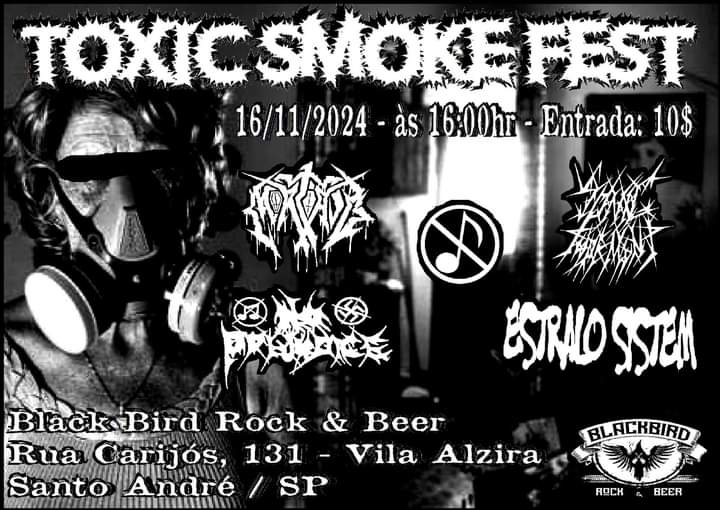 TOXIC SMOKE FEST
16/11/2024 - às 16:00hr - Entrada: 10$
ESTRALO SISTEM
Black Bird Rock & Beer
Rua Carijós, 131 - Vila Alzira
Santo André / SP
BLACKBIRD
ROCK & BEER